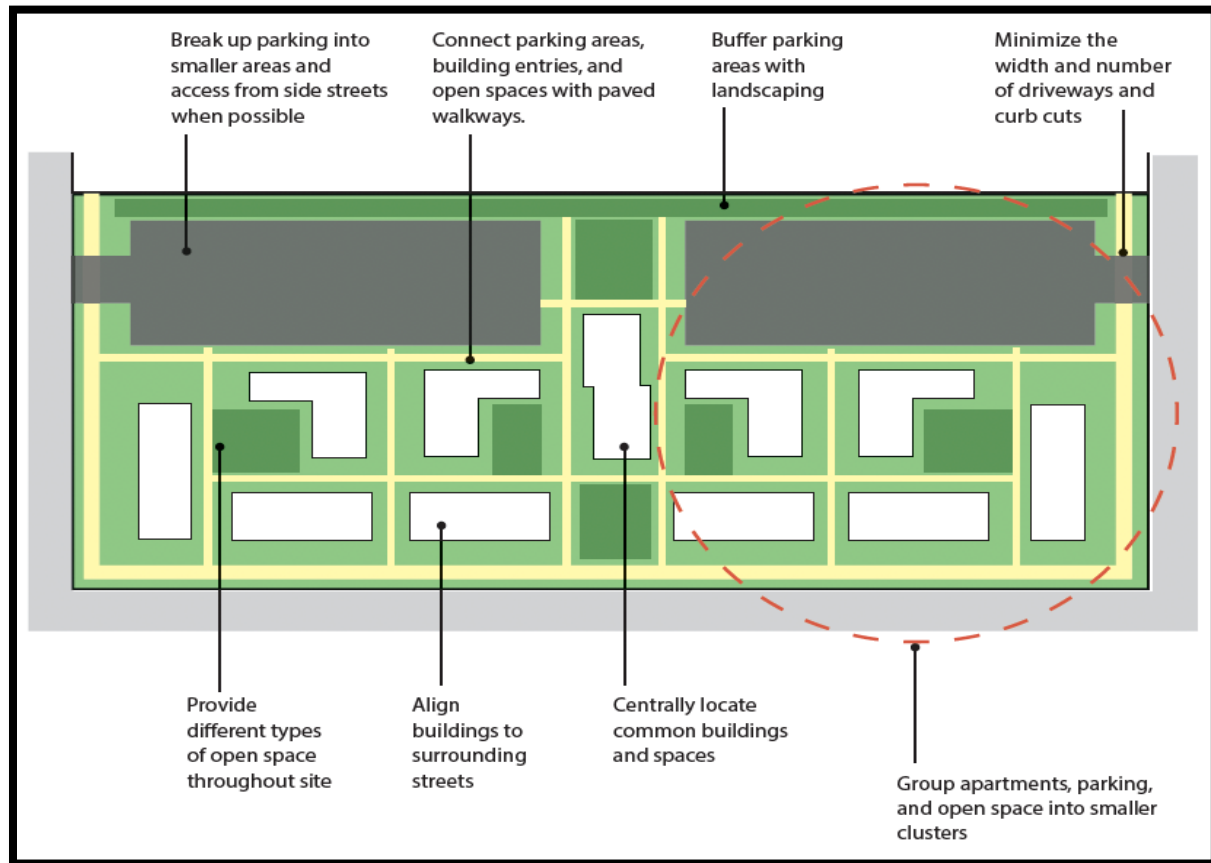 Break up parking into
smaller areas and
access from side streets
when possible
Connect parking areas,
building entries, and
open spaces with paved
walkways.
Buffer parking
areas with
landscaping
Minimize the
width and number
of driveways and
curb cuts
Provide
different types
of open space
throughout site
Align
buildings to
surrounding
streets
Centrally locate
common buildings
and spaces
Group apartments, parking,
and open space into smaller
clusters